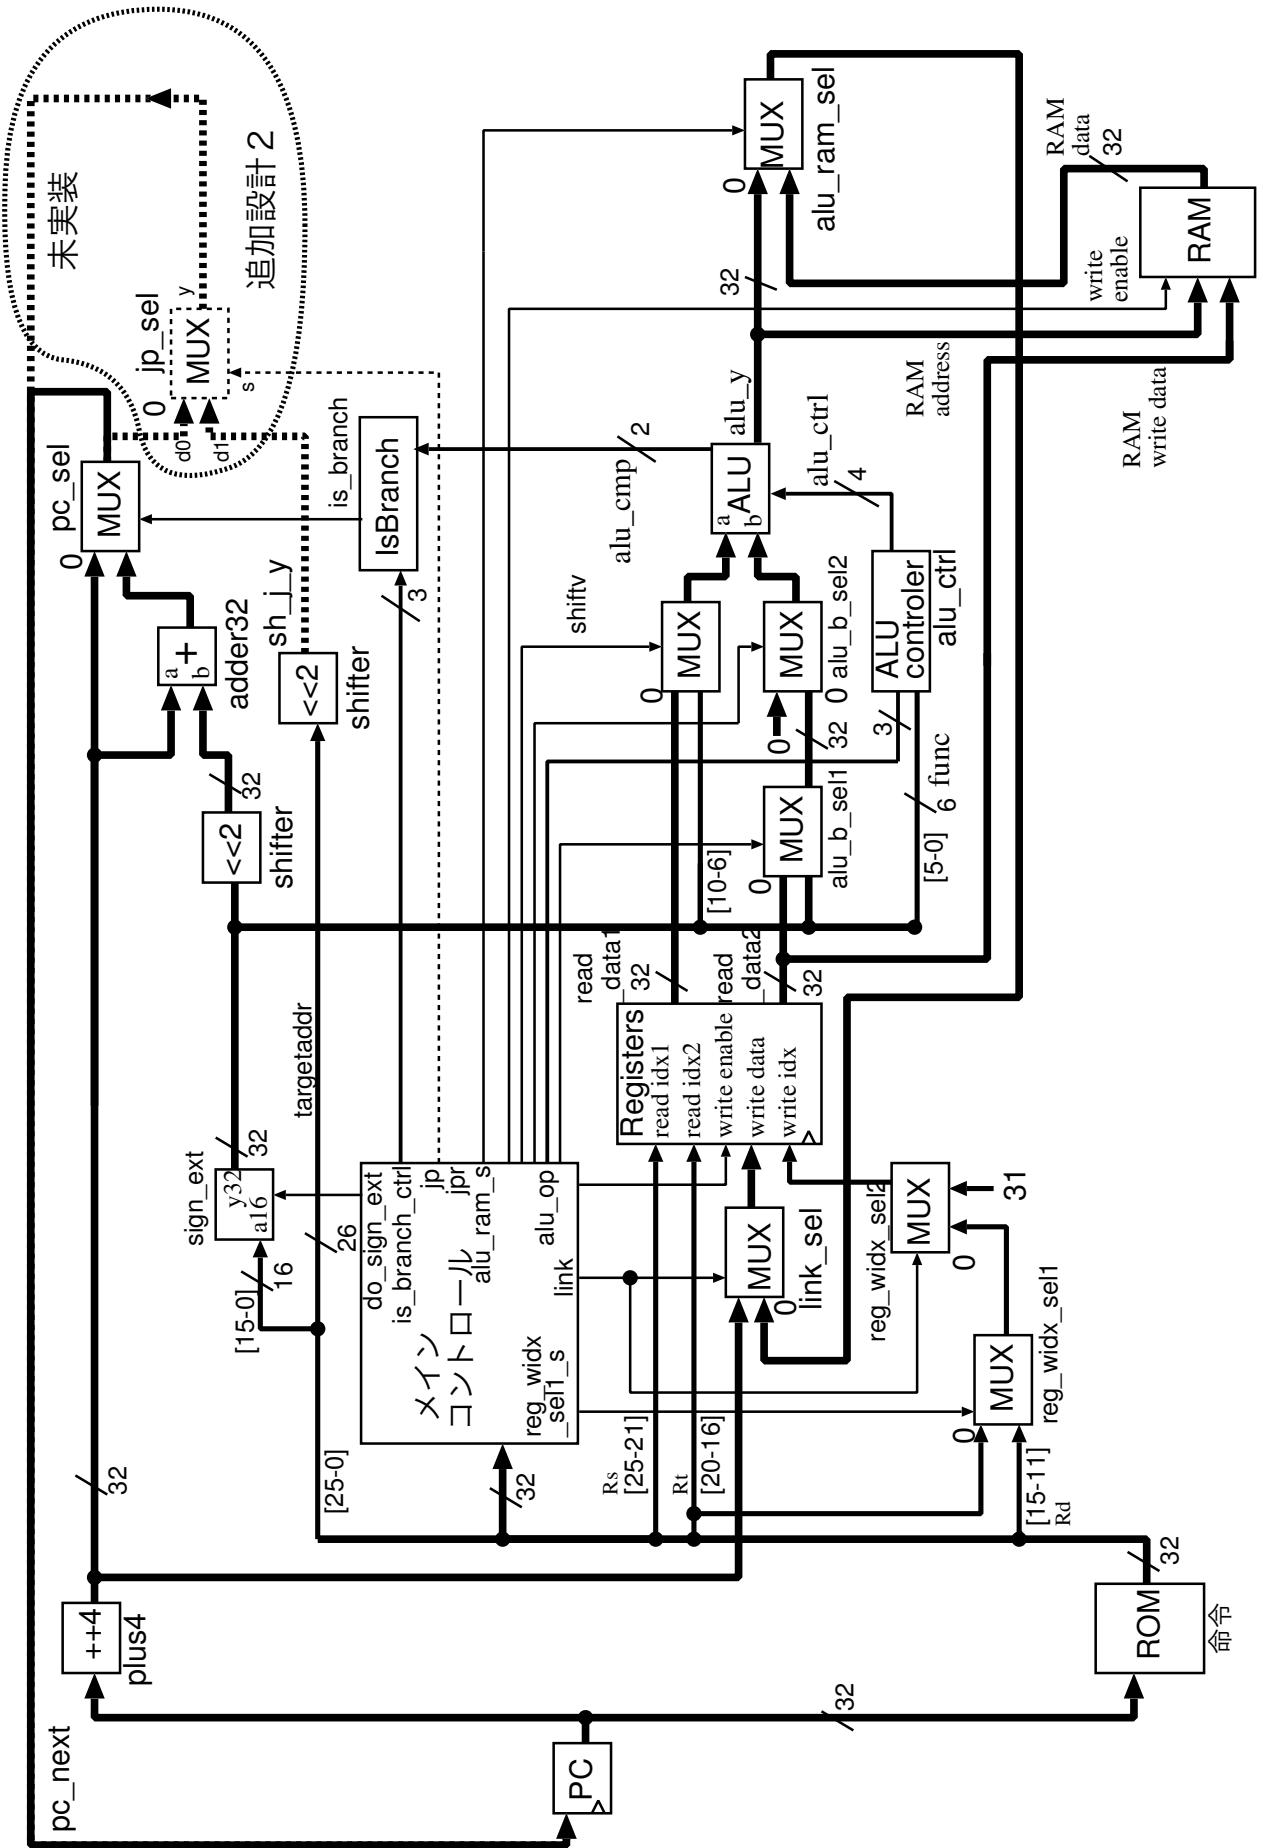 pc_next
PC
32
++4
plus4
ROM
命令
32
32
[25-0]
[15-0]
16
26
sign_ext
y32
a16
32
targetaddr
メイン
コントロール
32
do_sign_ext
is_branch_ctrl
jp
jpr
alu_ram_s
alu_op
link
reg_widx
_sel1_s
Rs
[25-21]
Rt
[20-16]
[15-11]
Rd
0
MUX
reg_widx_sel1
0
MUX
reg_widx_sel2
31
0
MUX
link_sel
Registers
read idx1
read idx2
write enable
write data
write idx
read
_data1
32
read
_data2
32
<<2
shifter
32
<<2
shifter
sh_j_y
a
b
+
adder32
0
MUX
pc_sel
[10-6]
0
MUX
alu_b_sel1
[5-0]
6
func
3
0
32
0
MUX
shiftv
0
MUX
alu_b_sel2
ALU
controler
alu_ctrl
3
IsBranch
is_branch
a
b
ALU
alu_cmp
2
alu_y
alu_ctrl
4
d0
d1
0
MUX
jp_sel
s
y
未実装
追加設計2
RAM
address
RAM
write data
32
0
MUX
alu_ram_sel
write
enable
RAM
RAM
data
32